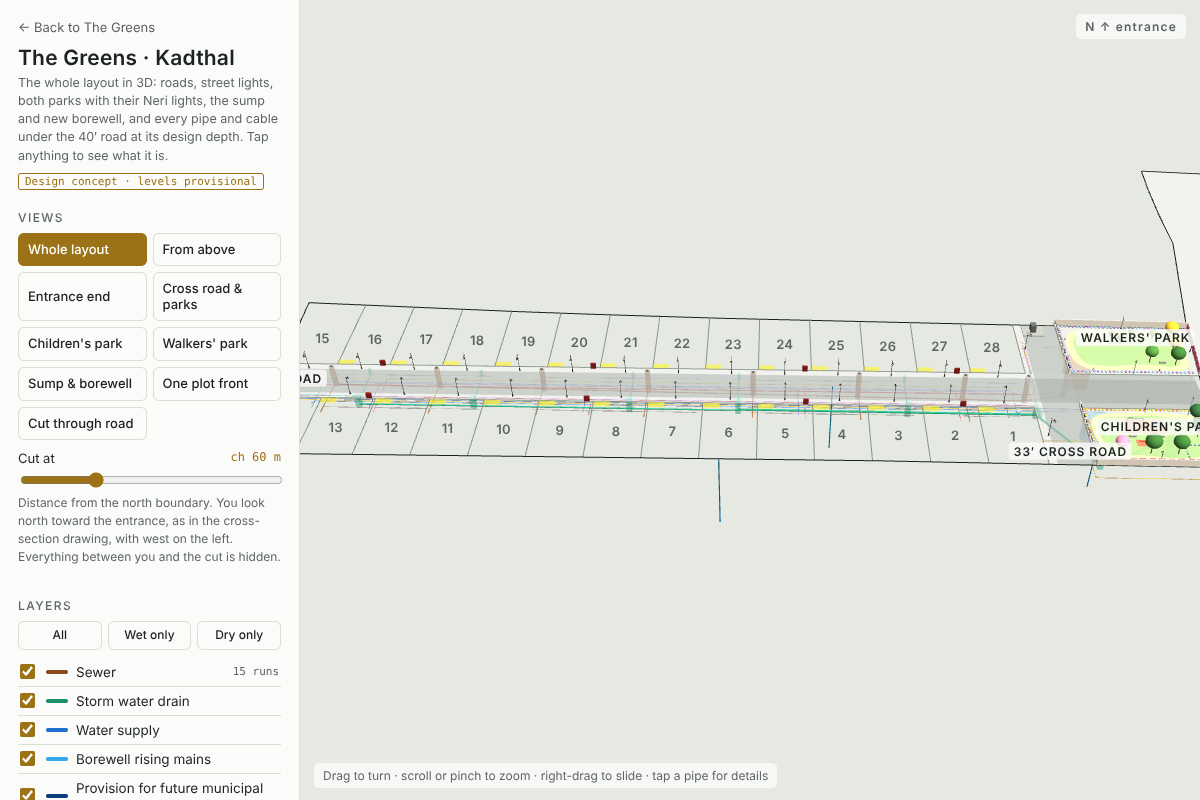 ← Back to The Greens
The Greens · Kadthal
The whole layout in 3D: roads, street lights,
both parks with their Neri lights, the sump
and new borewell, and every pipe and cable
under the 40′ road at its design depth. Tap
anything to see what it is.
Design concept · levels provisional
VIEWS
Whole layout
From above
Entrance end
Cross road &
parks
Children's park
Walkers' park
Sump & borewell
One plot front
Cut through road
Cut at
ch 60 m
Distance from the north boundary. You look
north toward the entrance, as in the cross-
section drawing, with west on the left.
Everything between you and the cut is hidden.
LAYERS
All
Wet only
Dry only
Sewer
15 runs
Storm water drain
Water supply
Borewell rising mains
Provision for future municipal
N ↑ entrance
15 16 17 18 19 20 21 22 23 24 25 26 27 28
WALKERS' PARK
OAD
13 12 11 10 9 8 7 6 5 4 3 2 1
CHILDREN'S PA
33′ CROSS ROAD
Drag to turn · scroll or pinch to zoom · right-drag to slide · tap a pipe for details